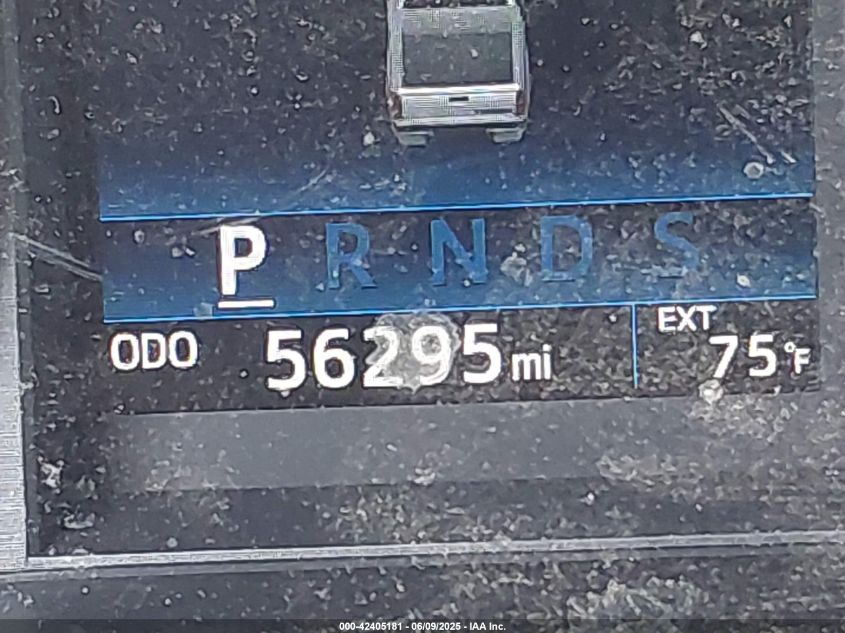 P R N D S
ODO 56295 mi
EXT
75°F
000-42405181 - 06/09/2025 - IAA Inc.